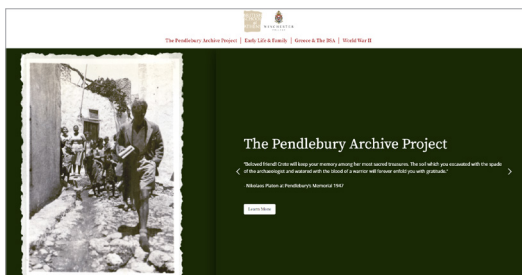 WINCHESTER
The Pendlebury Archive Project | Early Life & Family | Greece & The BSA | World War II
The Pendlebury Archive Project
"Beloved friend! Crete will keep your memory among her most sacred treasures. The soil which you excavated with the spade
of the archaeologist and watered with the blood of a warrior will forever enfold you with gratitude."
- Nikolaos Platon at Pendlebury's Memorial 1947
Learn More